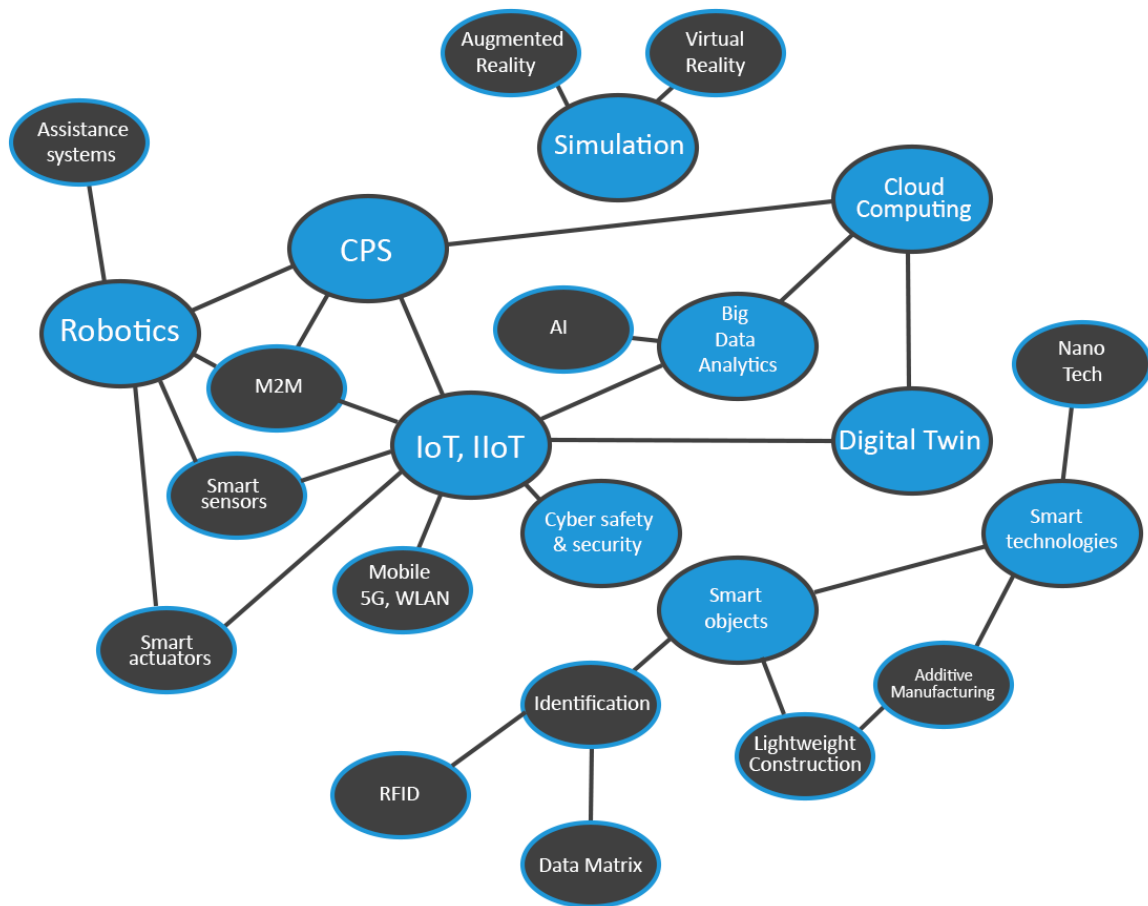 Augmented
Reality
Virtual
Reality
Simulation
Assistance
systems
Cloud
Computing
CPS
Robotics
AI
Big
Data
Analytics
Nano
Tech
M2M
IoT, IIoT
Digital Twin
Smart
sensors
Cyber safety
& security
Smart
technologies
Mobile
5G, WLAN
Smart
objects
Smart
actuators
Additive
Manufacturing
Identification
Lightweight
Construction
RFID
Data Matrix